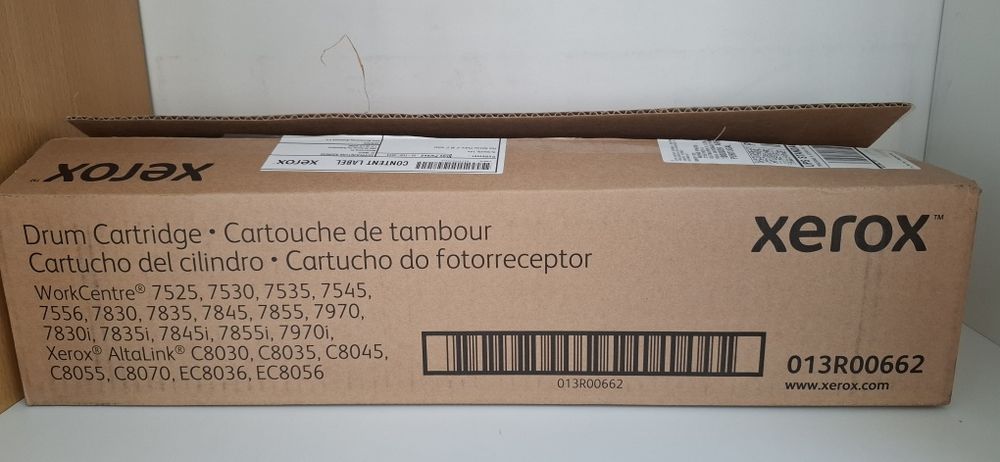 xerox™
CONTENT LABEL
xerox
Drum Cartridge • Cartouche de tambour
Cartucho del cilindro • Cartucho do fotorreceptor
WorkCentre® 7525, 7530, 7535, 7545,
7556, 7830, 7835, 7845, 7855, 7970,
7830i, 7835i, 7845i, 7855i, 7970i,
Xerox® AltaLink® C8030, C8035, C8045,
C8055, C8070, EC8036, EC8056
xerox™
013R00662
013R00662
www.xerox.com